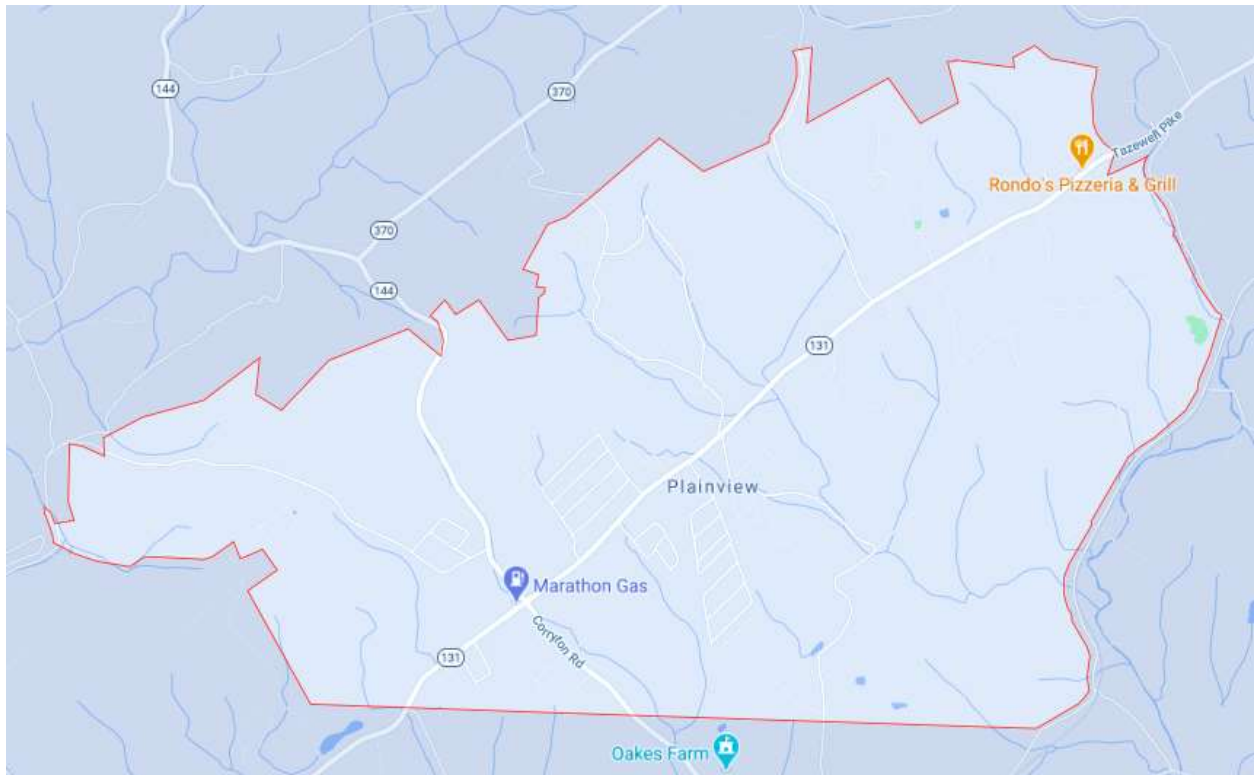 144
370
Tazewell Pike
Rondo's Pizzeria & Grill
370
144
131
Plainview
Marathon Gas
Corryton Rd
131
Oakes Farm